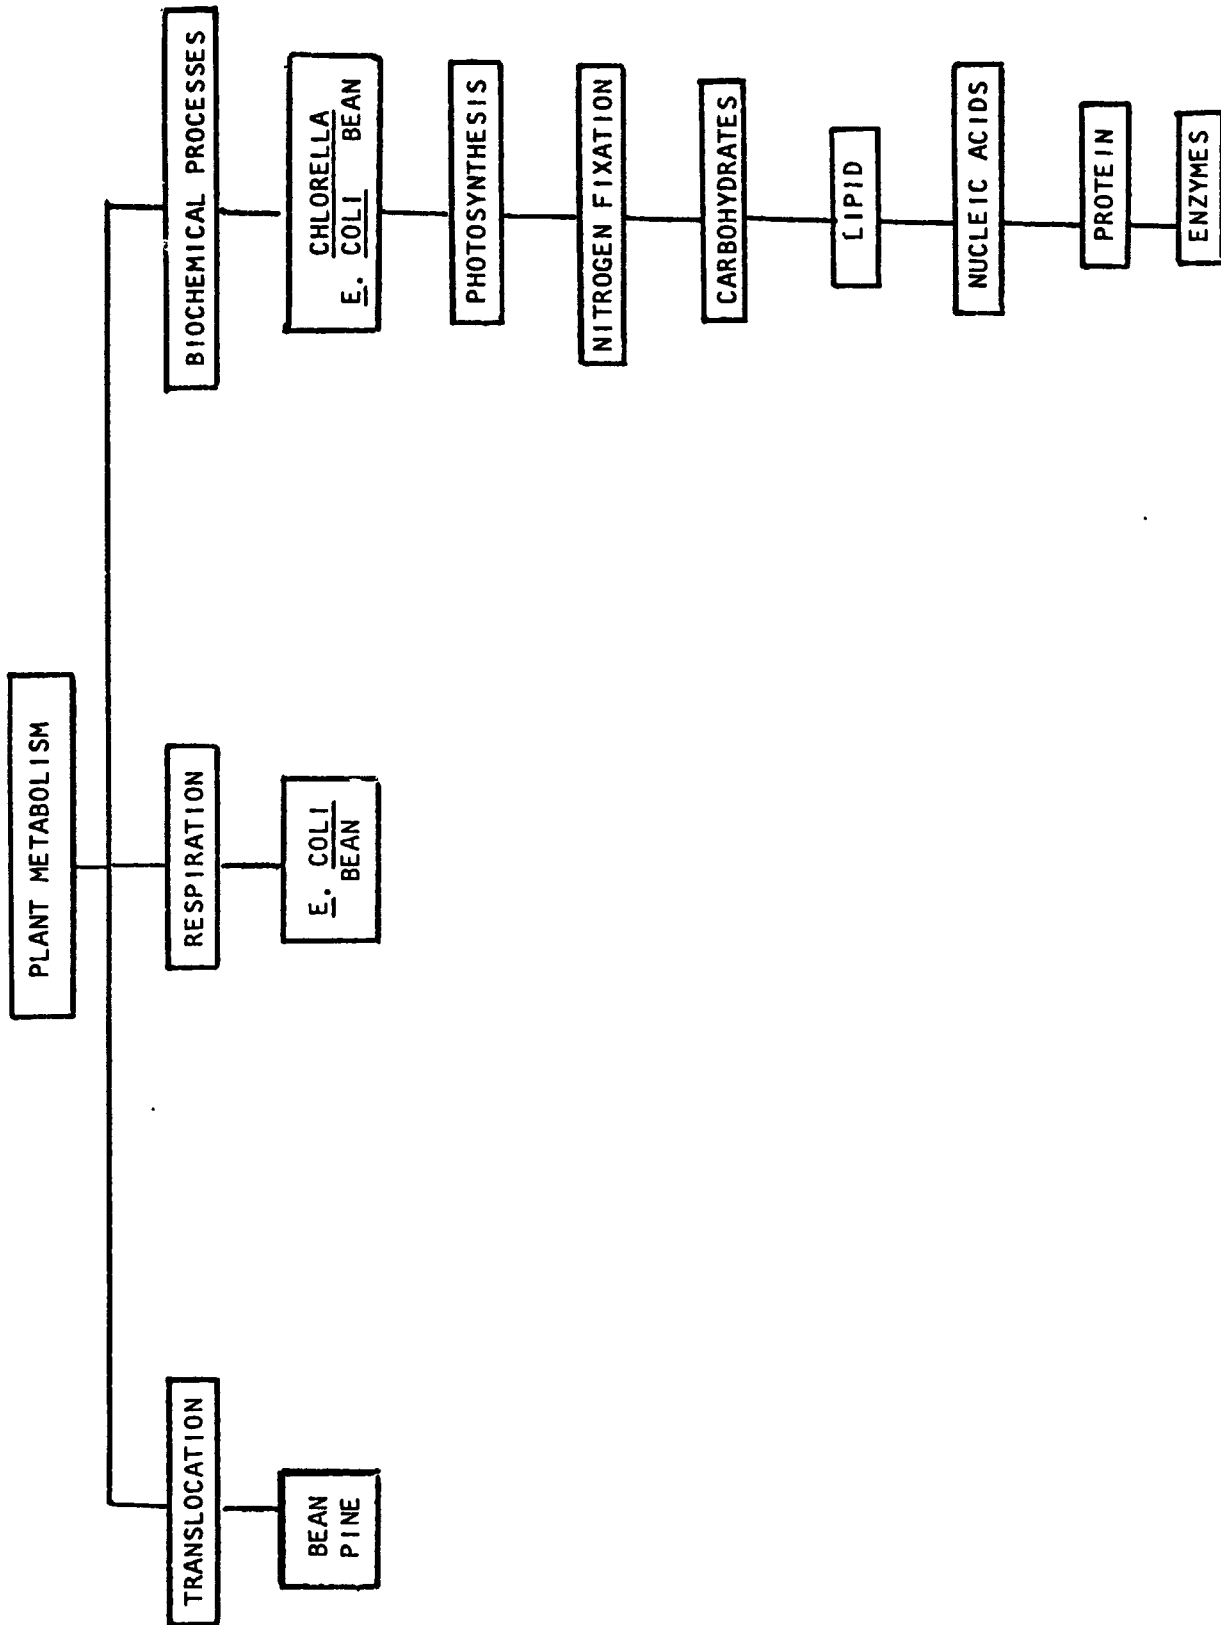 PLANT METABOLISM
TRANSLOCATION
BEAN
PINE
RESPIRATION
E. COLI
BEAN
BIOCHEMICAL PROCESSES
CHLORELLA
E. COLI BEAN
PHOTOSYNTHESIS
NITROGEN FIXATION
CARBOHYDRATES
LIPID
NUCLEIC ACIDS
PROTEIN
ENZYMES